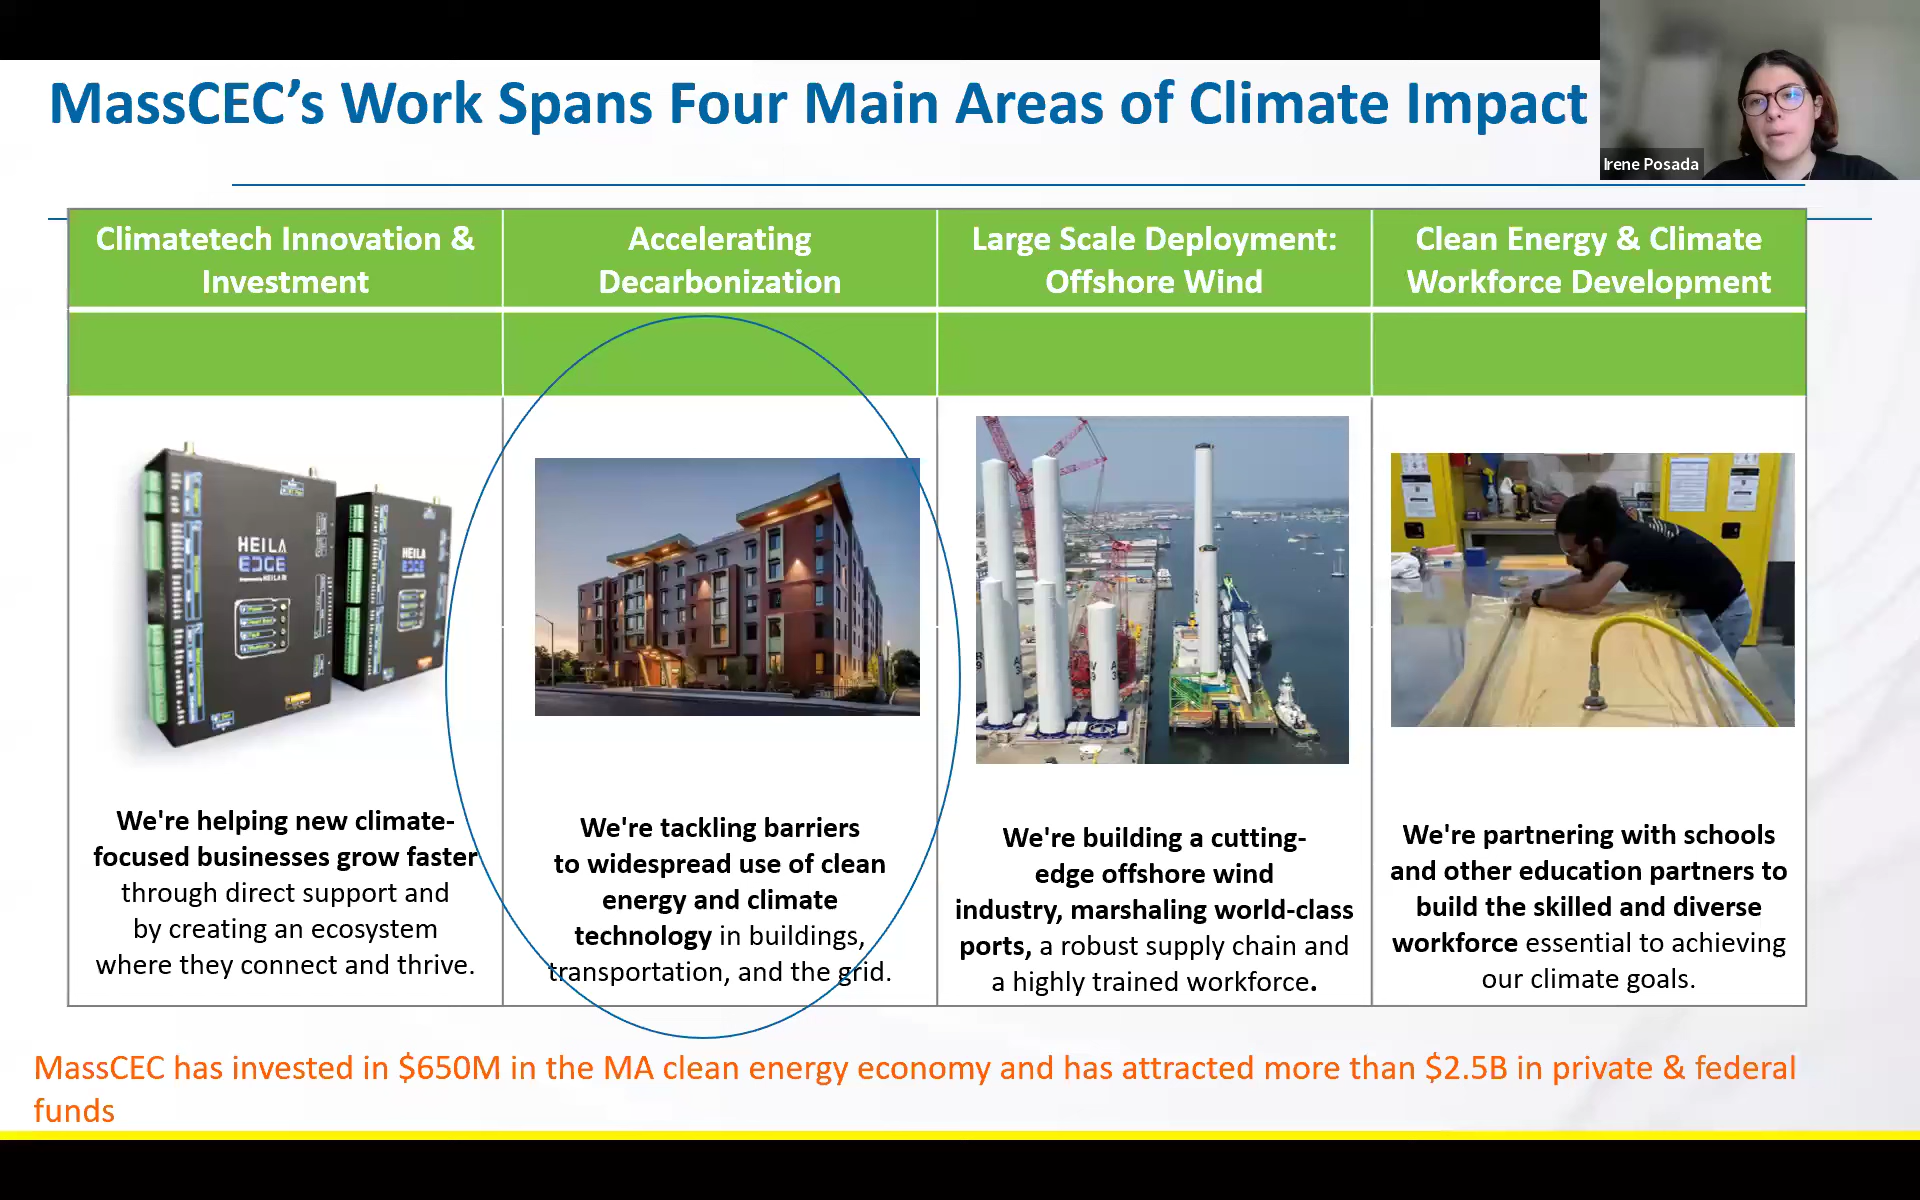 MassCEC’s Work Spans Four Main Areas of Climate Impact
Irene Posada
Climatetech Innovation &
Investment
Accelerating
Decarbonization
Large Scale Deployment:
Offshore Wind
Clean Energy & Climate
Workforce Development
HEILA
EDGE
HEILA
EDGE
We're helping new climate-
focused businesses grow faster
through direct support and
by creating an ecosystem
where they connect and thrive.
We're tackling barriers
to widespread use of clean
energy and climate
technology in buildings,
transportation, and the grid.
We're building a cutting-
edge offshore wind
industry, marshaling world-class
ports, a robust supply chain and
a highly trained workforce.
We're partnering with schools
and other education partners to
build the skilled and diverse
workforce essential to achieving
our climate goals.
MassCEC has invested in $650M in the MA clean energy economy and has attracted more than $2.5B in private & federal
funds